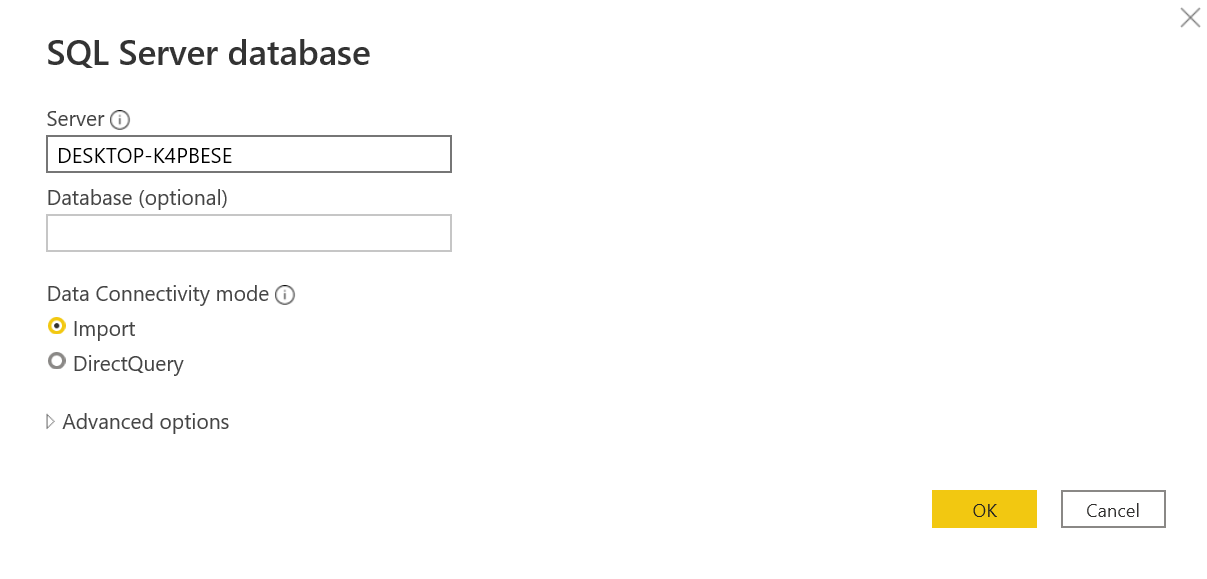 SQL Server database
Server
DESKTOP-K4PBESE
Database (optional)
Data Connectivity mode
Import
DirectQuery
Advanced options
OK
Cancel